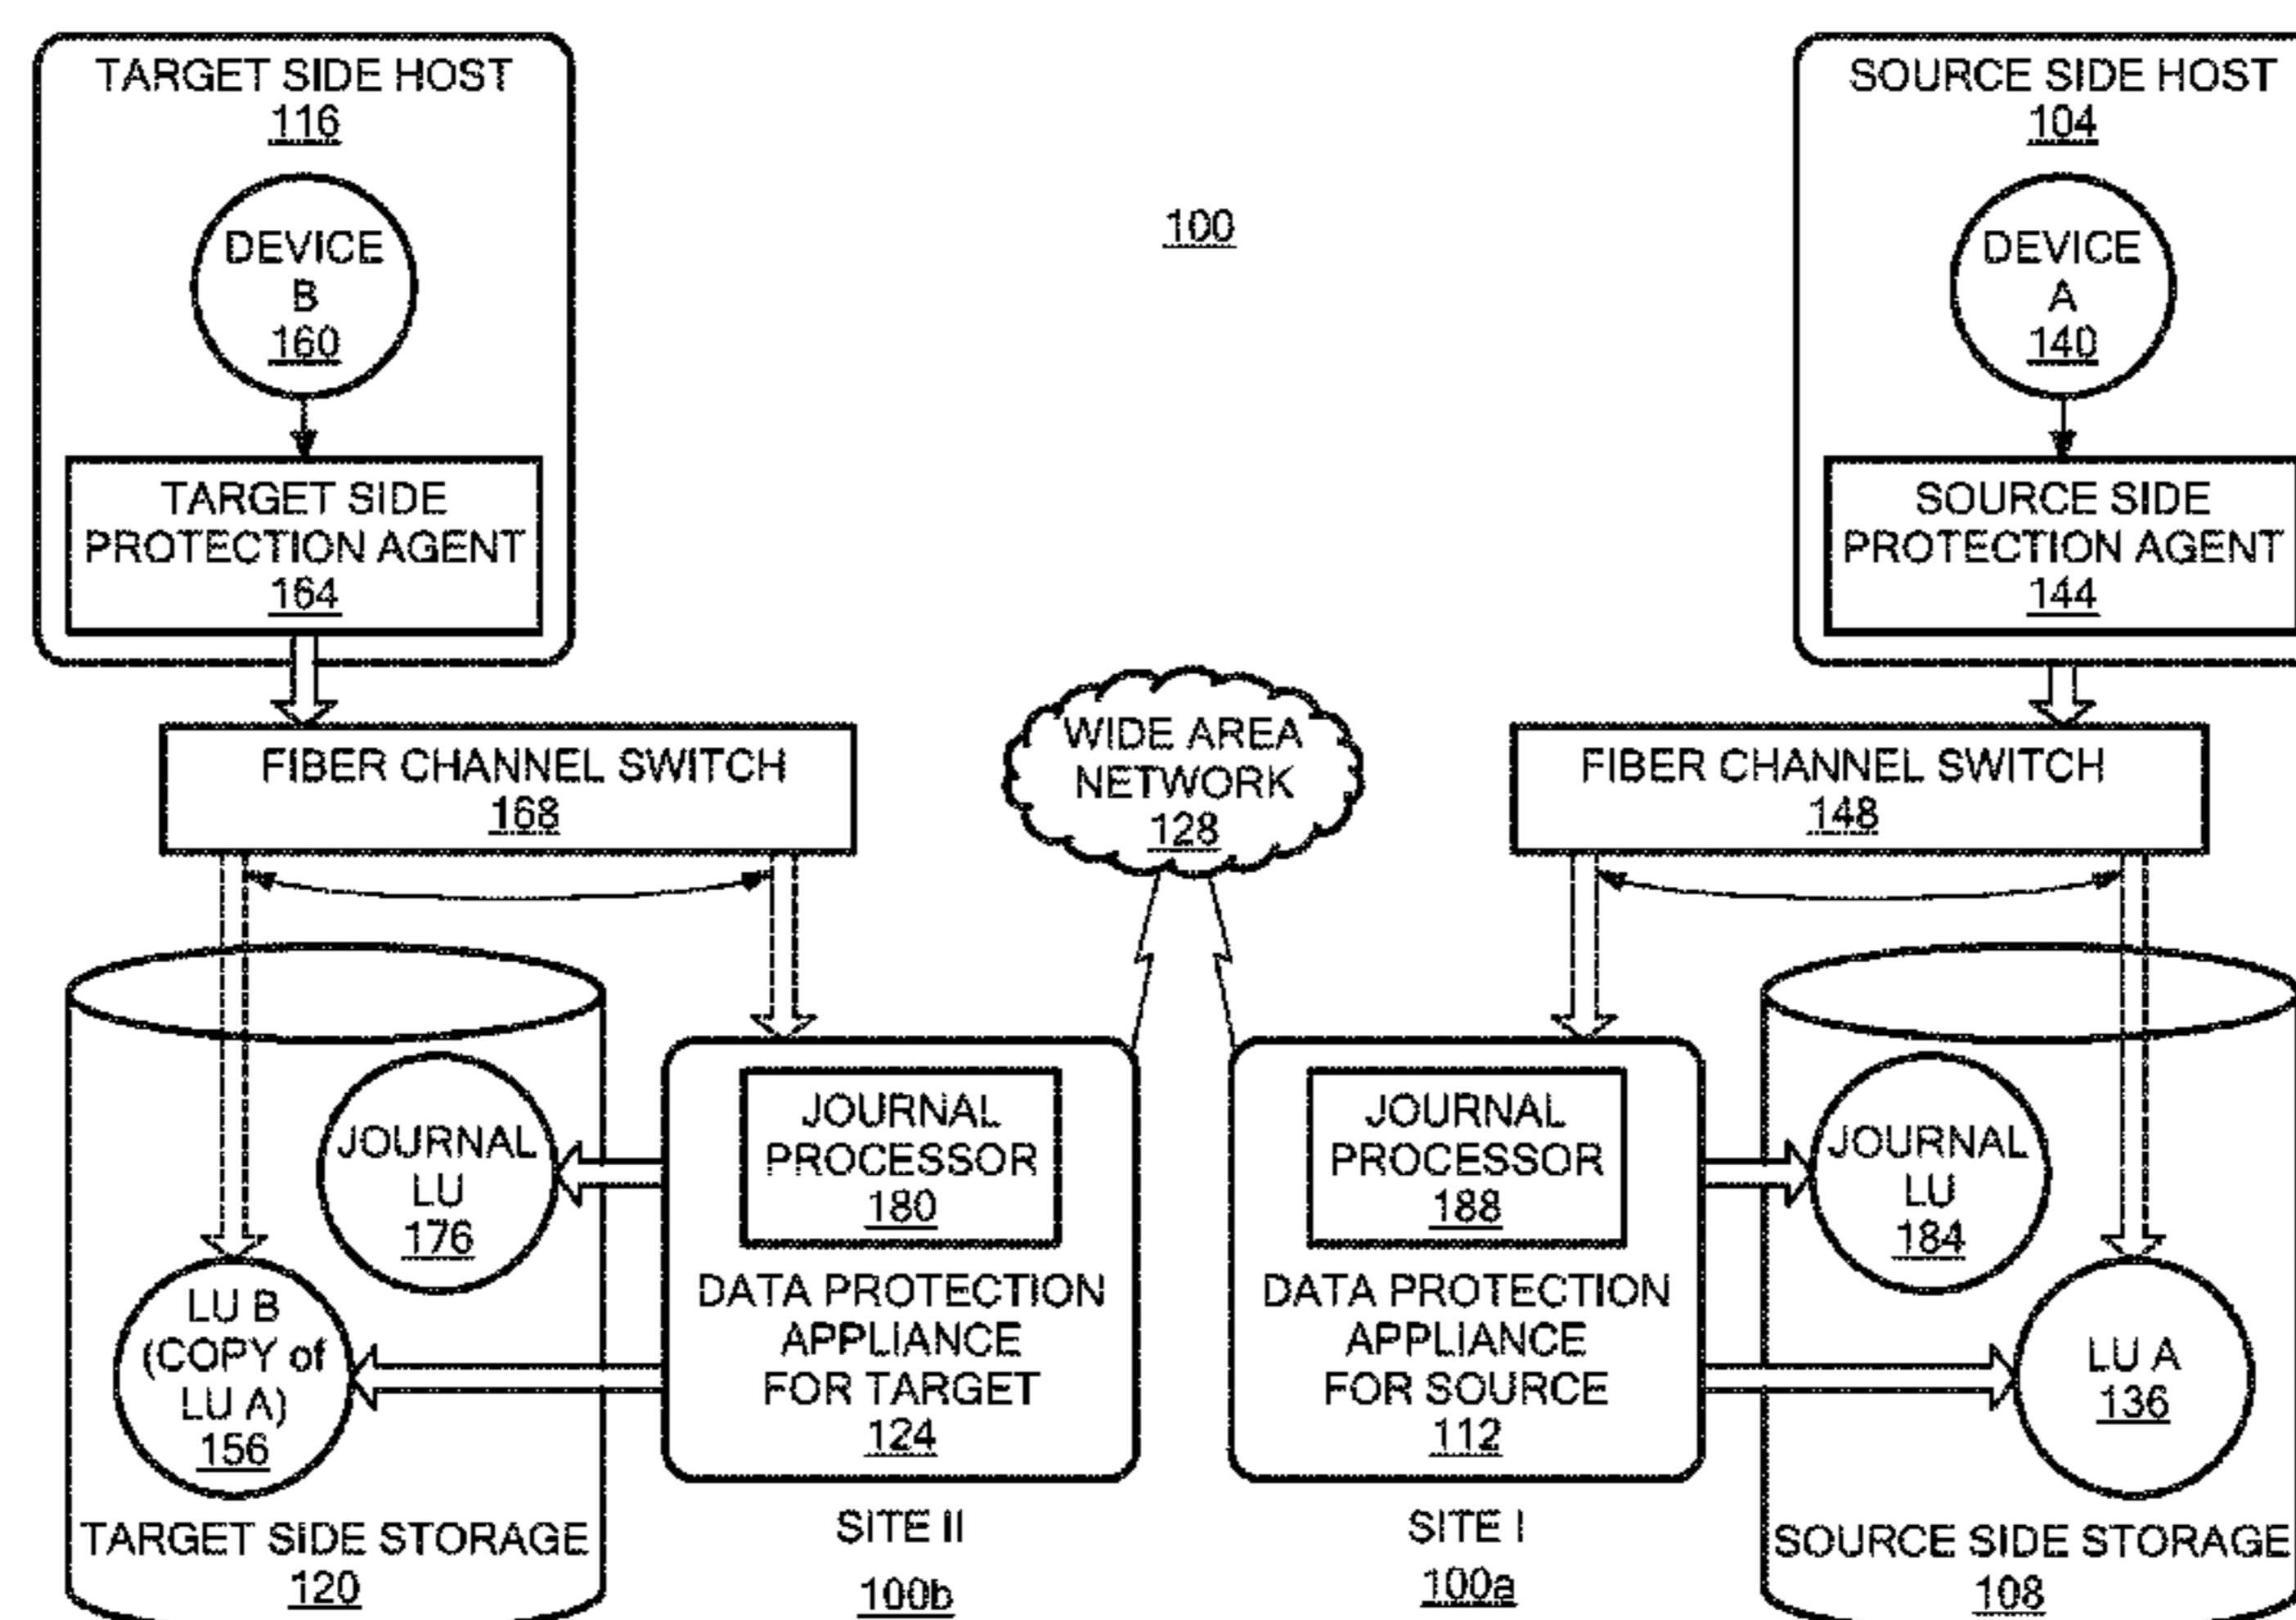 TARGET SIDE HOST
116
DEVICE
B
160
TARGET SIDE
PROTECTION AGENT
164
SOURCE SIDE HOST
104
DEVICE
A
140
SOURCE SIDE
PROTECTION AGENT
144
100
FIBER CHANNEL SWITCH
168
WIDE AREA
NETWORK
128
FIBER CHANNEL SWITCH
148
JOURNAL
LU
176
LU B
(COPY of
LU A)
156
TARGET SIDE STORAGE
120
JOURNAL
PROCESSOR
180
DATA PROTECTION
APPLIANCE
FOR TARGET
124
SITE II
100b
JOURNAL
PROCESSOR
188
DATA PROTECTION
APPLIANCE
FOR SOURCE
112
SITE I
100a
JOURNAL
LU
184
LU A
136
SOURCE SIDE STORAGE
108